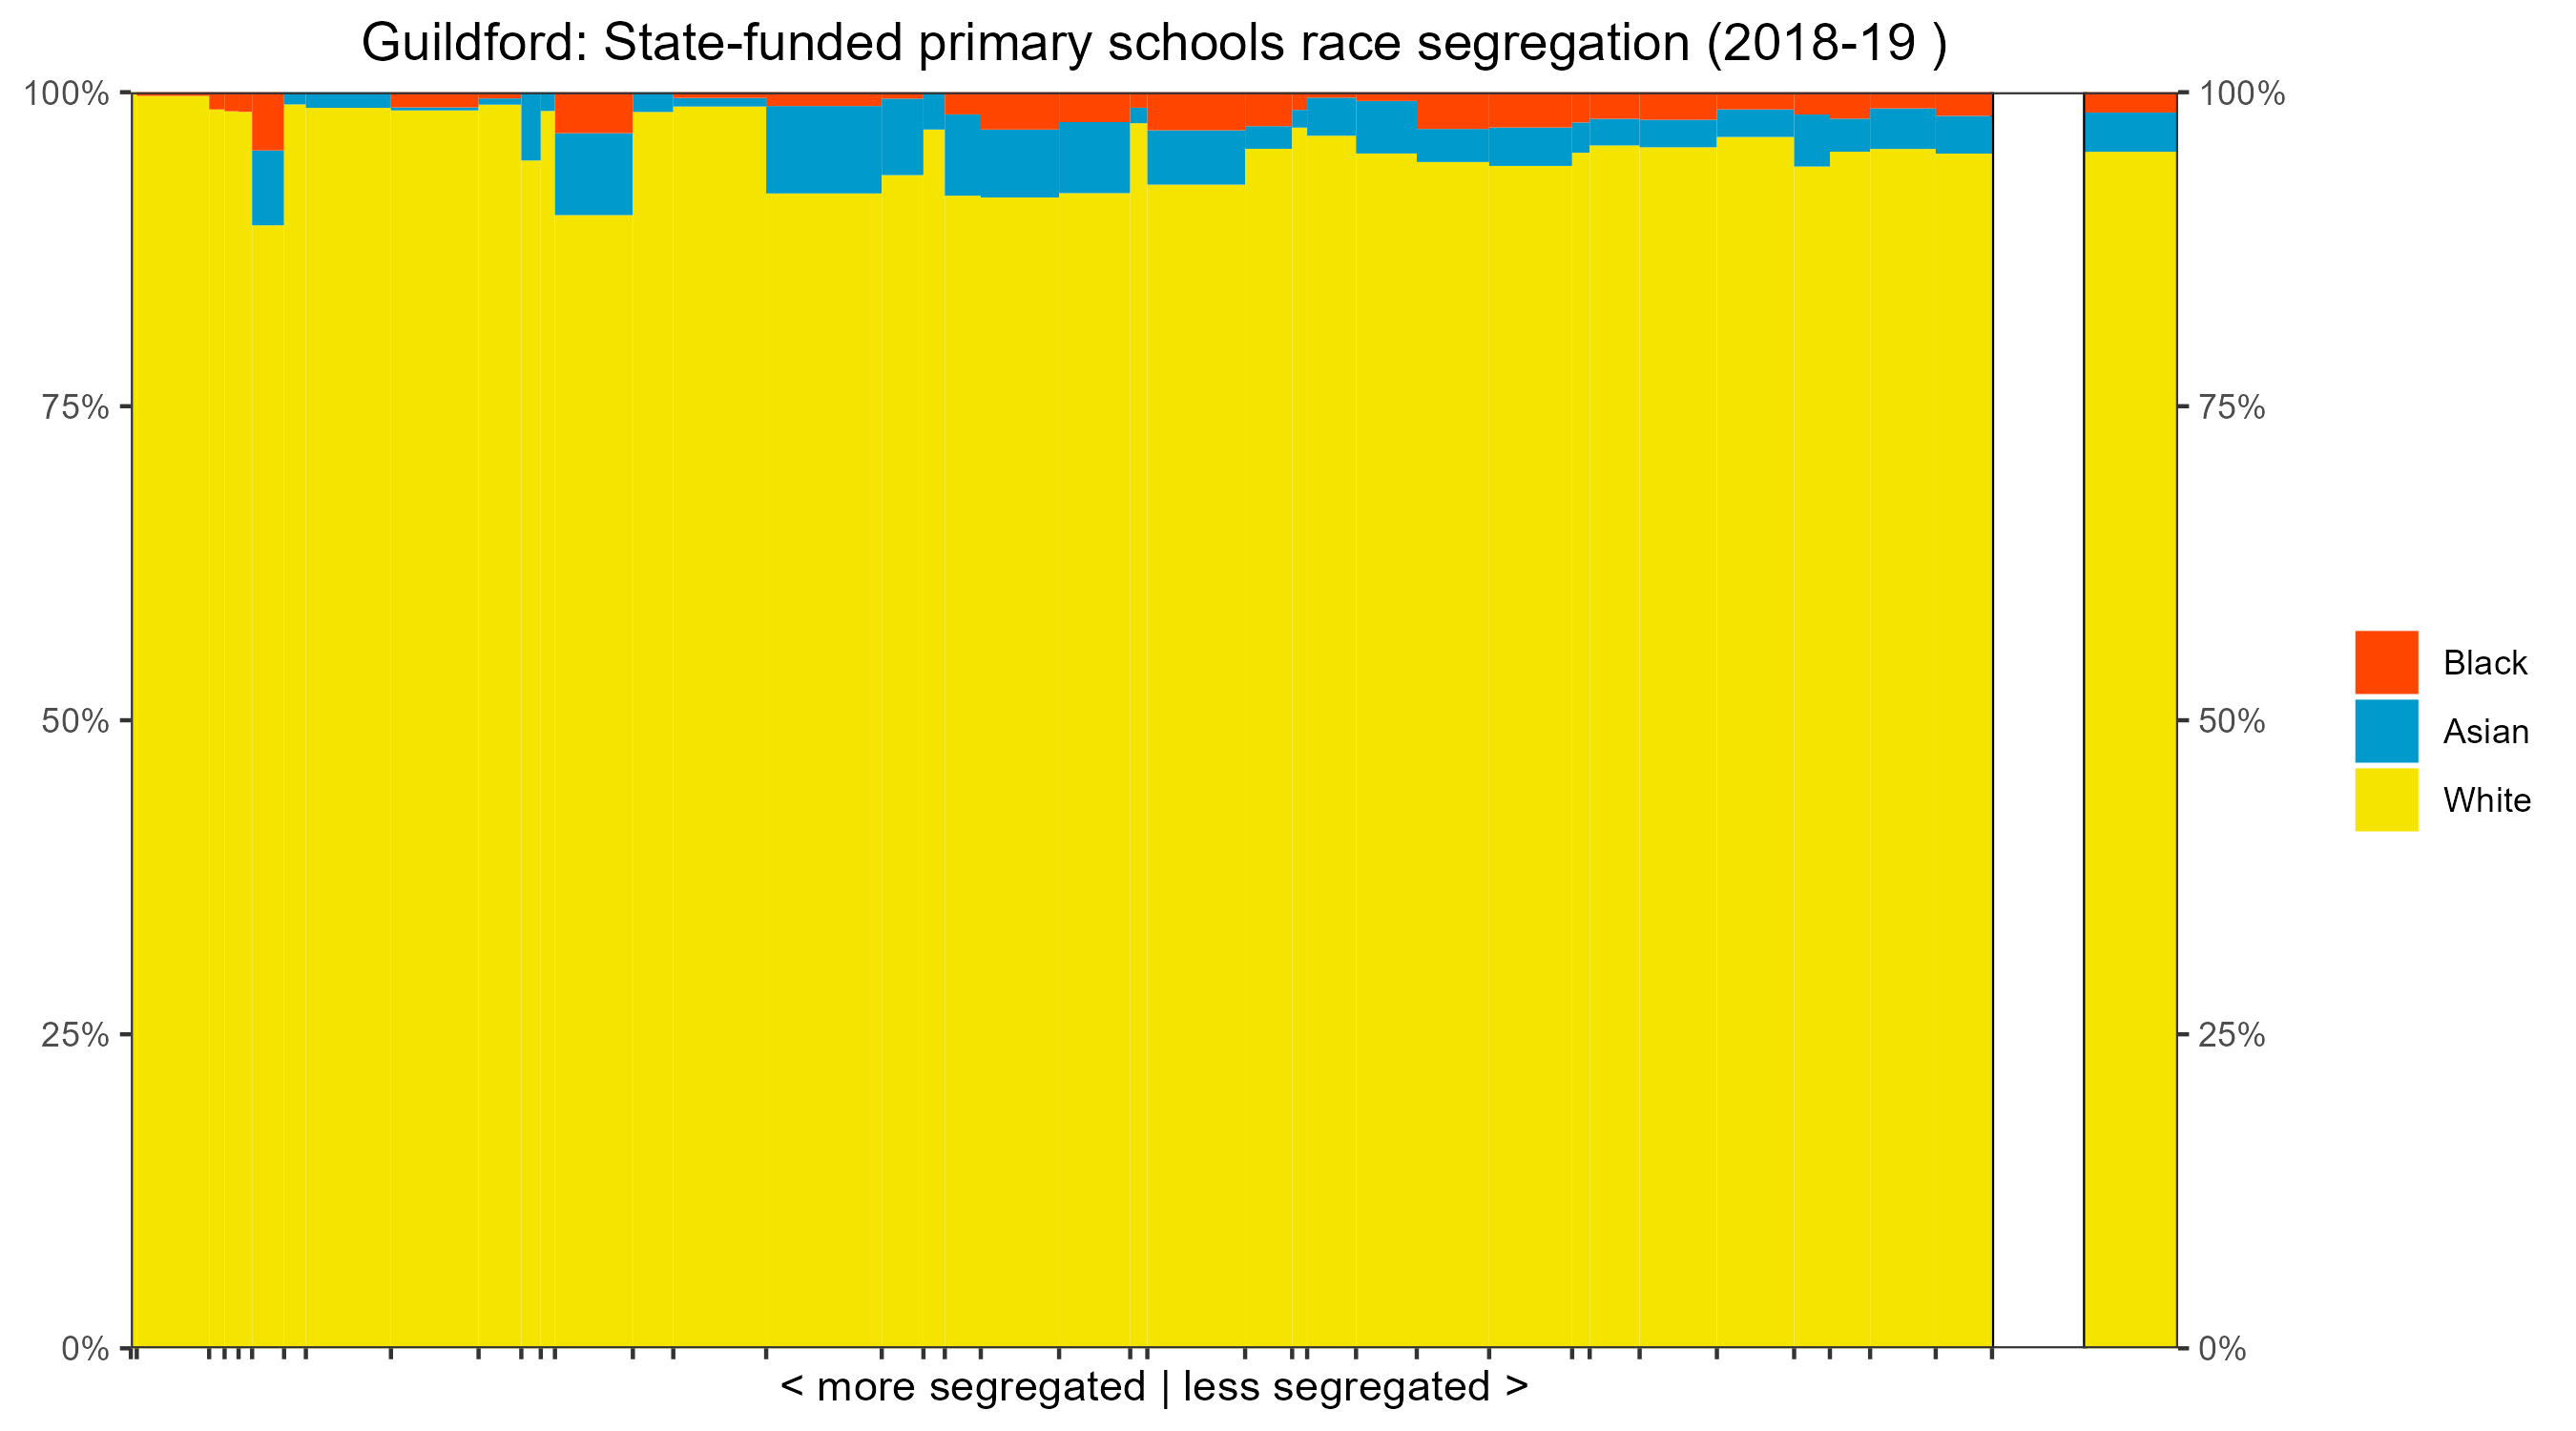 Guildford: State-funded primary schools race segregation (2018-19 )
100%
75%
50%
25%
0%
100%
75%
50%
25%
0%
Black
Asian
White
< more segregated | less segregated >